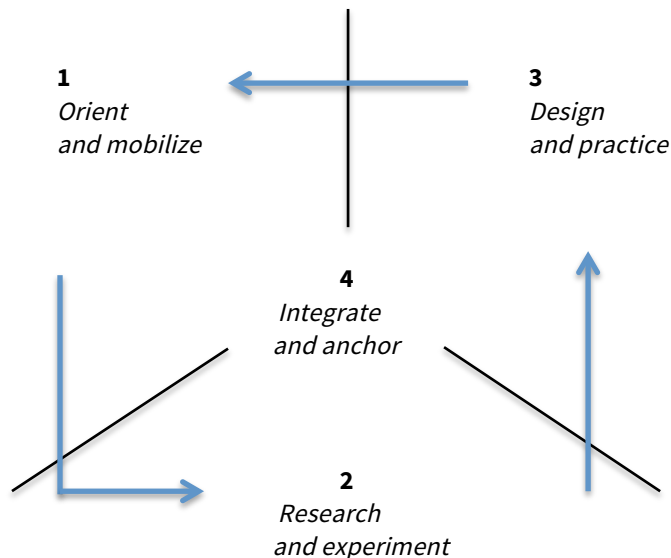 1
Orient
and mobilize
3
Design
and practice
4
Integrate
and anchor
2
Research
and experiment